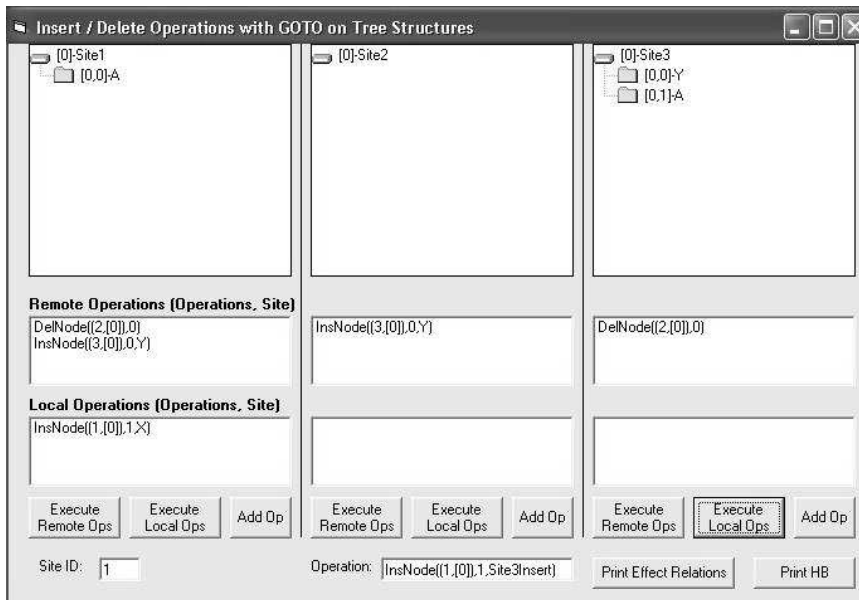 Insert / Delete Operations with GOTO on Tree Structures
[0]-Site1
[0,0]-A
[0]-Site2
[0]-Site3
[0,0]-Y
[0,1]-A
Remote Operations (Operations, Site)
DelNode((2,[0]),0)
InsNode((3,[0]),0,Y)
InsNode((3,[0]),0,Y)
DelNode((2,[0]),0)
Local Operations (Operations, Site)
InsNode((1,[0]),1,X)
Execute Remote Ops
Execute Local Ops
Add Op
Execute Remote Ops
Execute Local Ops
Add Op
Execute Remote Ops
Execute Local Ops
Add Op
Site ID: 1
Operation: InsNode((1,[0]),1,Site3Insert)
Print Effect Relations
Print HB